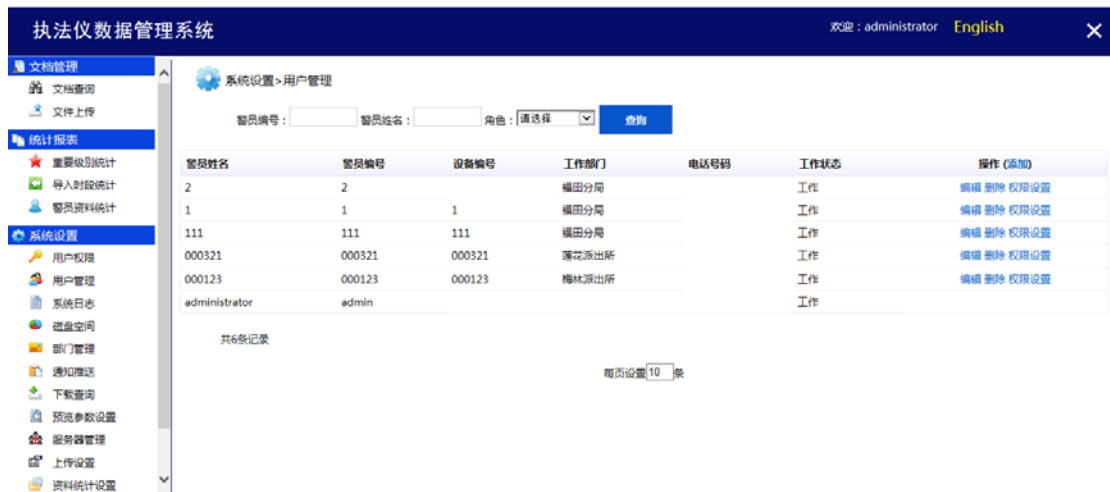 执法仪数据管理系统
欢迎：administrator English
文档管理
文档查询
文件上传
统计报表
重要级别统计
导入时段统计
警员资料统计
系统设置
用户权限
用户管理
系统日志
磁盘空间
部门管理
通知推送
下载查询
预览参数设置
服务器管理
上传设置
资料统计设置
系统设置>用户管理
警员编号： 警员姓名： 角色：请选择 查询
警员姓名 警员编号 设备编号 工作部门 电话号码 工作状态 操作 (添加)
2 2 福田分局 工作 编辑 删除 权限设置
1 1 1 福田分局 工作 编辑 删除 权限设置
111 111 111 福田分局 工作 编辑 删除 权限设置
000321 000321 000321 莲花派出所 工作 编辑 删除 权限设置
000123 000123 000123 梅林派出所 工作 编辑 删除 权限设置
administrator admin 工作
共6条记录
每页设置 10 条